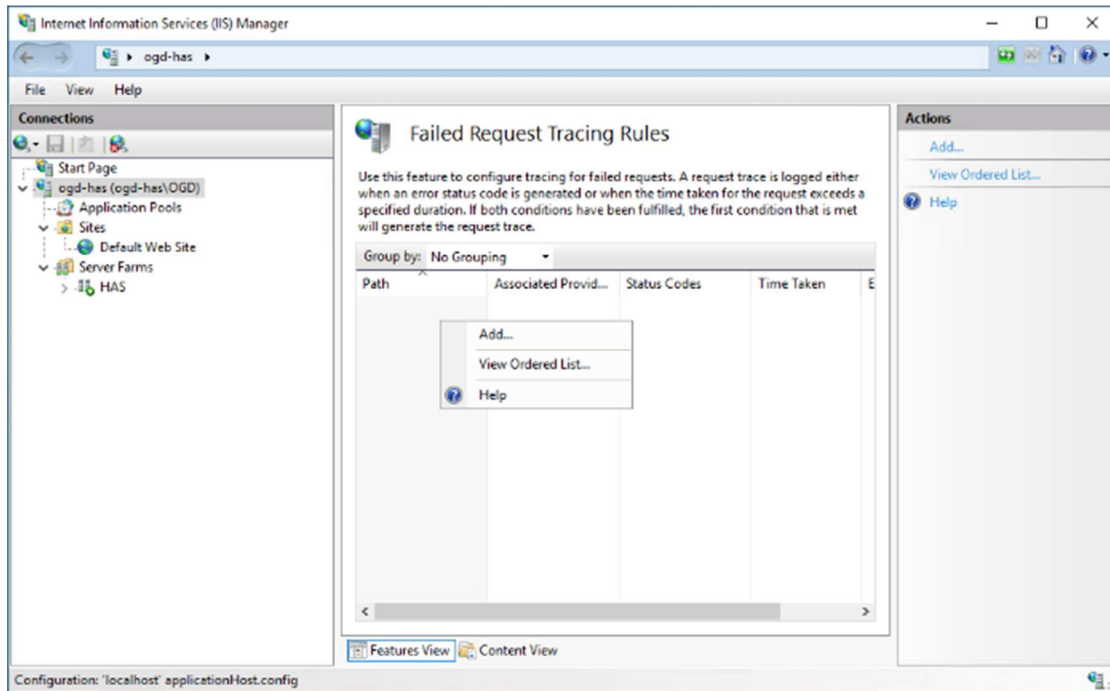 Internet Information Services (IIS) Manager
ogd-has
File View Help
Connections
Start Page
ogd-has (ogd-has\OGD)
Application Pools
Sites
Default Web Site
Server Farms
HAS
Failed Request Tracing Rules
Use this feature to configure tracing for failed requests. A request trace is logged either
when an error status code is generated or when the time taken for the request exceeds a
specified duration. If both conditions have been fulfilled, the first condition that is met
will generate the request trace.
Group by: No Grouping
Path Associated Provid... Status Codes Time Taken E
Add...
View Ordered List...
Help
Features View Content View
Actions
Add...
View Ordered List...
Help
Configuration: 'localhost' applicationHost.config